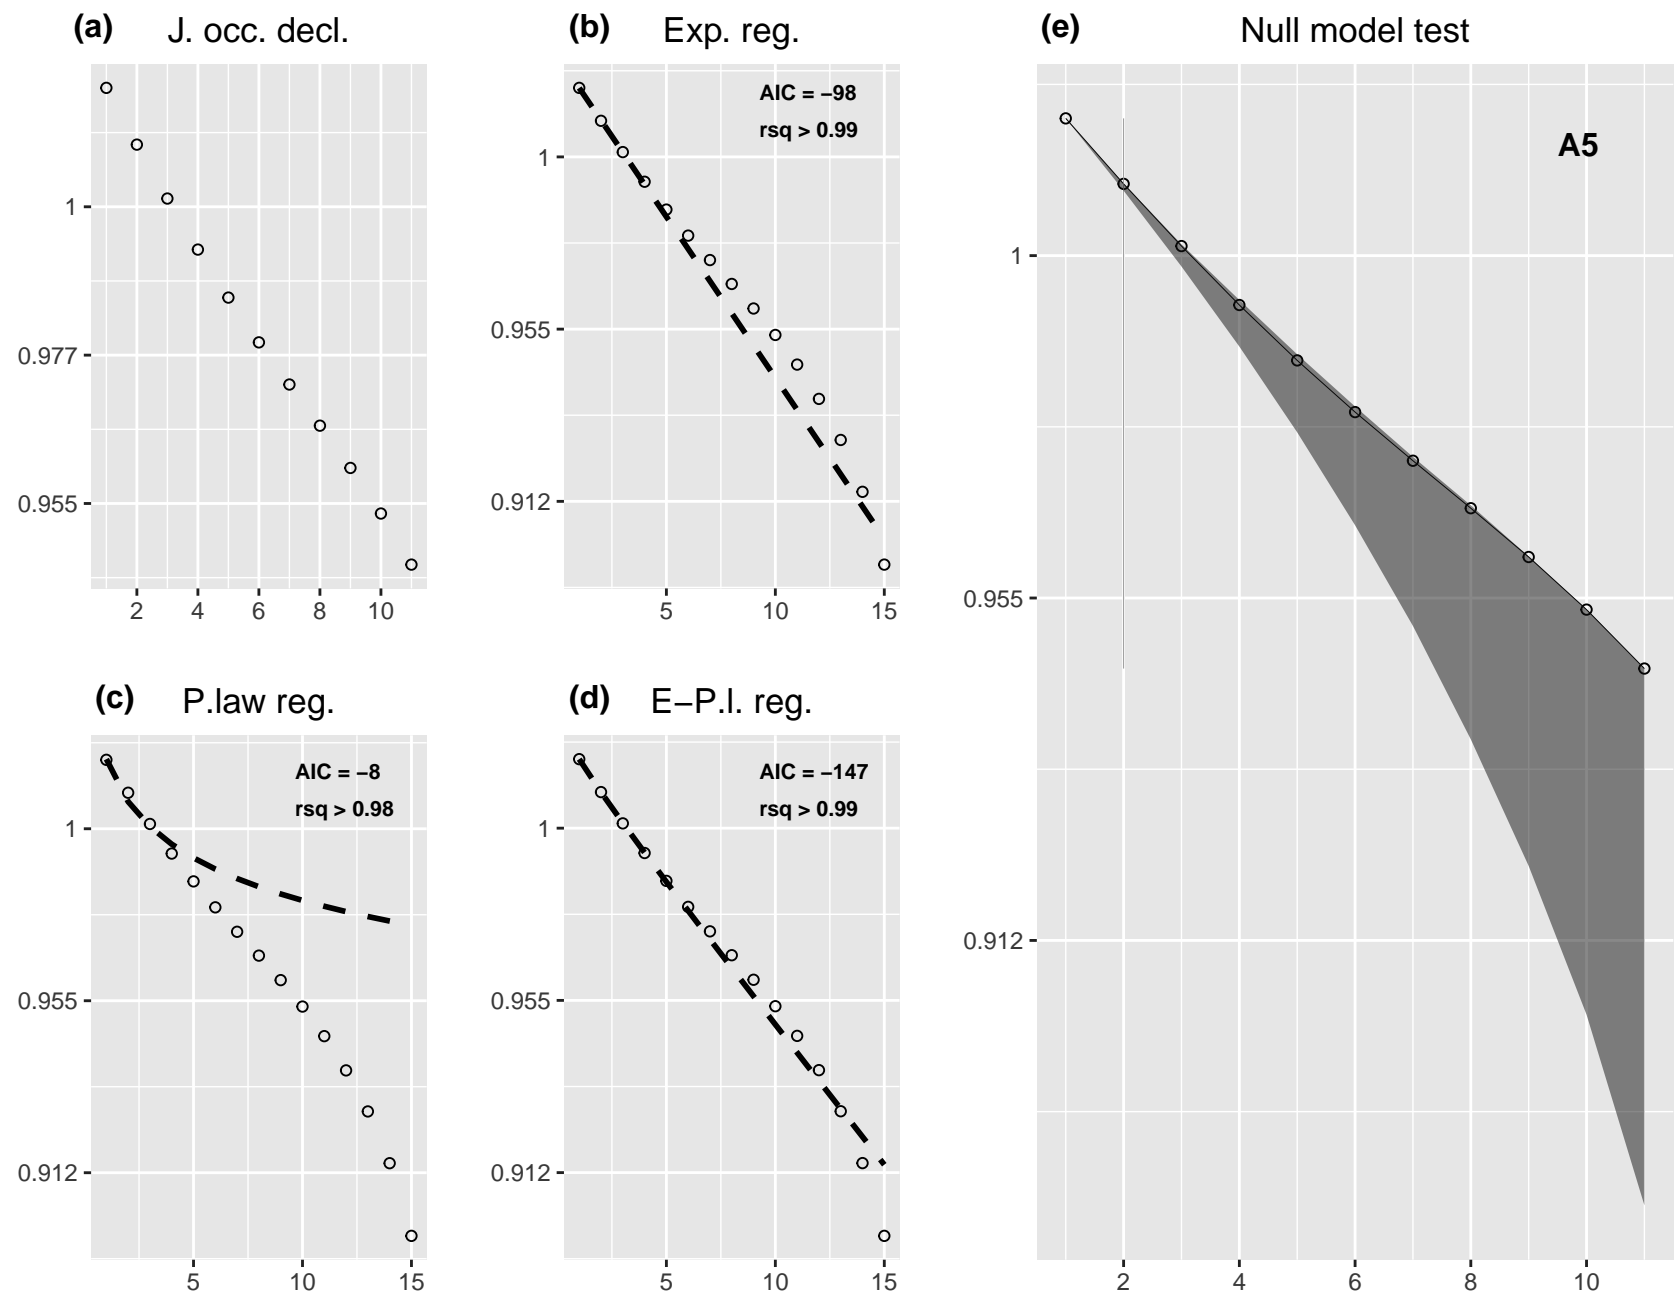 (a) J. occ. decl.
1
0.977
0.955
2 4 6 8 10
(b) Exp. reg.
AIC = −98
rsq > 0.99
1
0.955
0.912
5 10 15
(c) P.law reg.
AIC = −8
rsq > 0.98
1
0.955
0.912
5 10 15
(d) E−P.l. reg.
AIC = −147
rsq > 0.99
1
0.955
0.912
5 10 15
(e) Null model test
A5
1
0.955
0.912
2 4 6 8 10